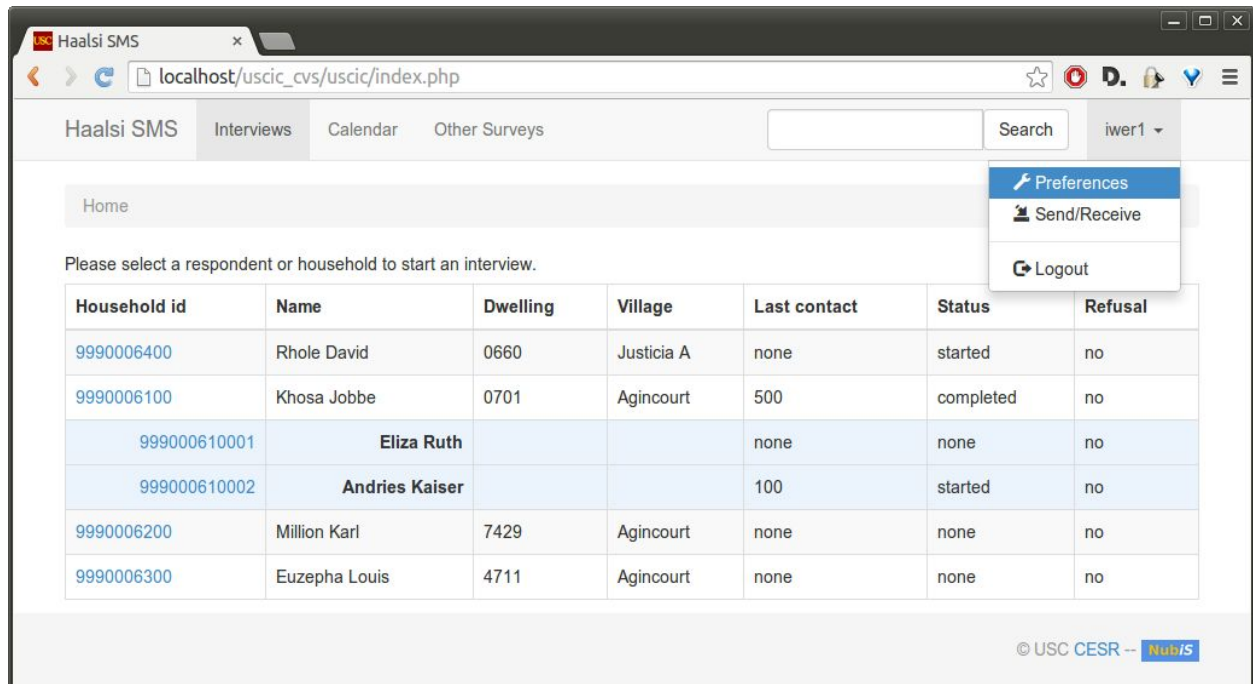 USC Haalsi SMS ×
localhost/uscic_cvs/uscic/index.php D.
Haalsi SMS Interviews Calendar Other Surveys Search iwer1
Preferences
Home
Send/Receive
Please select a respondent or household to start an interview.
Logout
Household id Name Dwelling Village Last contact Status Refusal
9990006400 Rhole David 0660 Justicia A none started no
9990006100 Khosa Jobbe 0701 Agincourt 500 completed no
999000610001 Eliza Ruth none none no
999000610002 Andries Kaiser 100 started no
9990006200 Million Karl 7429 Agincourt none none no
9990006300 Euzepha Louis 4711 Agincourt none none no
© USC CESR -- NubiS